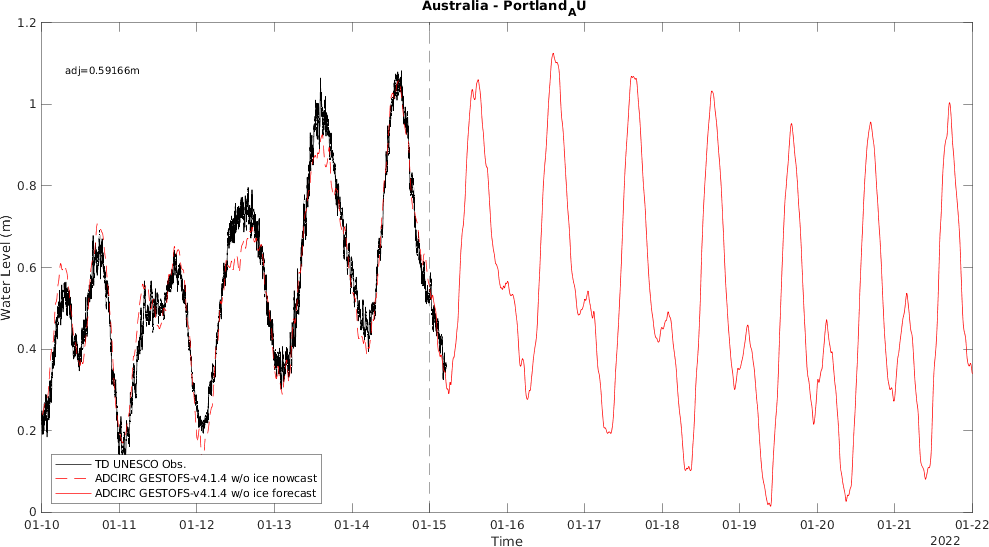 Australia - Portland_AU
1.2
adj=0.59166m
1
0.8
0.6
0.4
0.2
0
Water Level (m)
TD UNESCO Obs.
ADCIRC GESTOFS-v4.1.4 w/o ice nowcast
ADCIRC GESTOFS-v4.1.4 w/o ice forecast
01-10 01-11 01-12 01-13 01-14 01-15 01-16 01-17 01-18 01-19 01-20 01-21 01-22
Time
2022